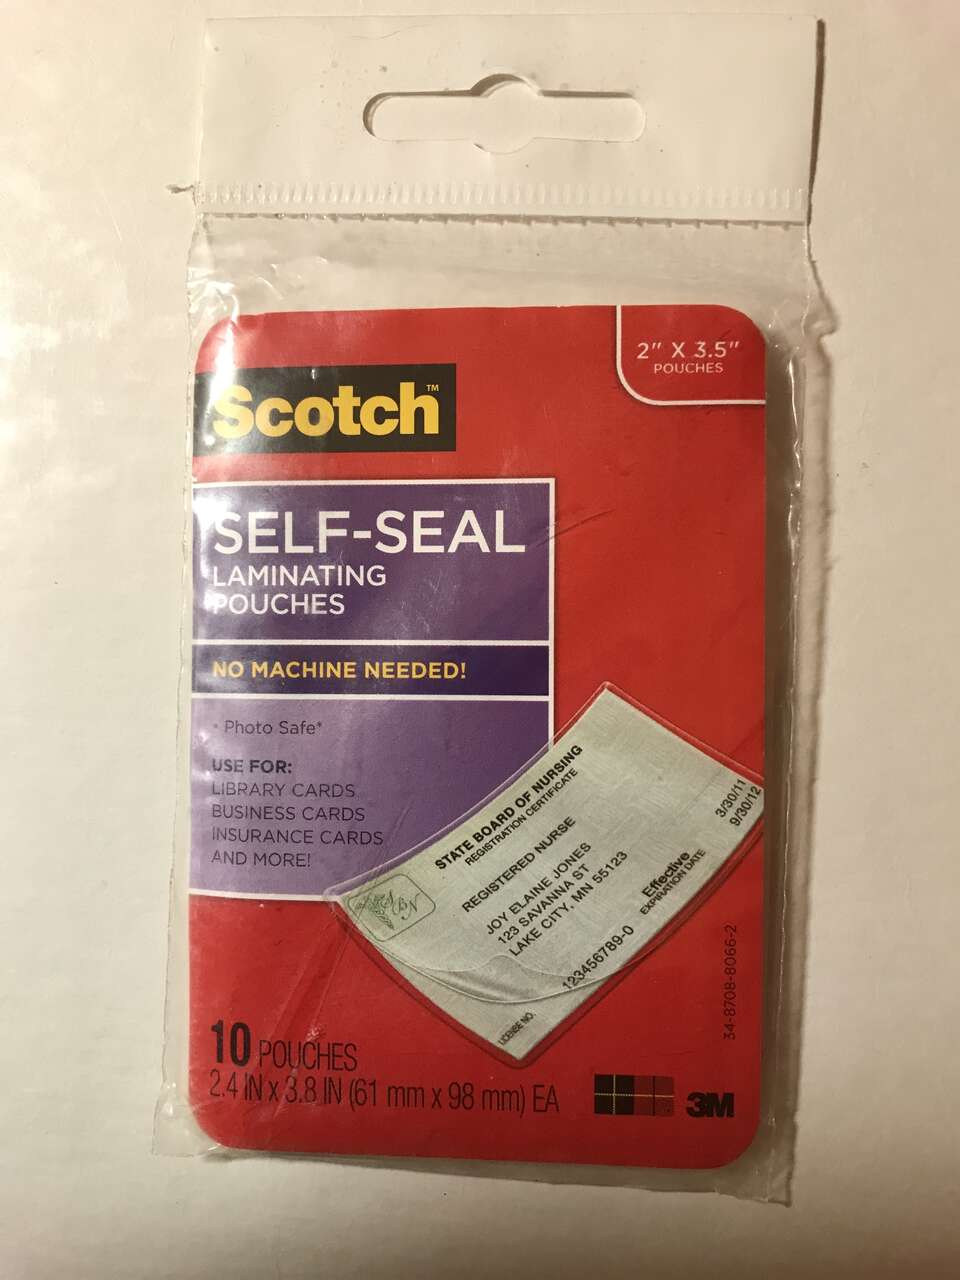 2" X 3.5"
POUCHES
Scotch™
SELF-SEAL
LAMINATING
POUCHES
NO MACHINE NEEDED!
• Photo Safe*
USE FOR:
LIBRARY CARDS
BUSINESS CARDS
INSURANCE CARDS
AND MORE!
STATE BOARD OF NURSING
REGISTRATION CERTIFICATE
SBN
REGISTERED NURSE
JOY ELAINE JONES
123 SAVANNA ST
LAKE CITY, MN 55123
LICENSE NO.
123456789-0
Effective
EXPIRATION DATE
3/30/11
9/30/12
34-8708-8066-2
10 POUCHES
2.4 IN x 3.8 IN (61 mm x 98 mm) EA
3M